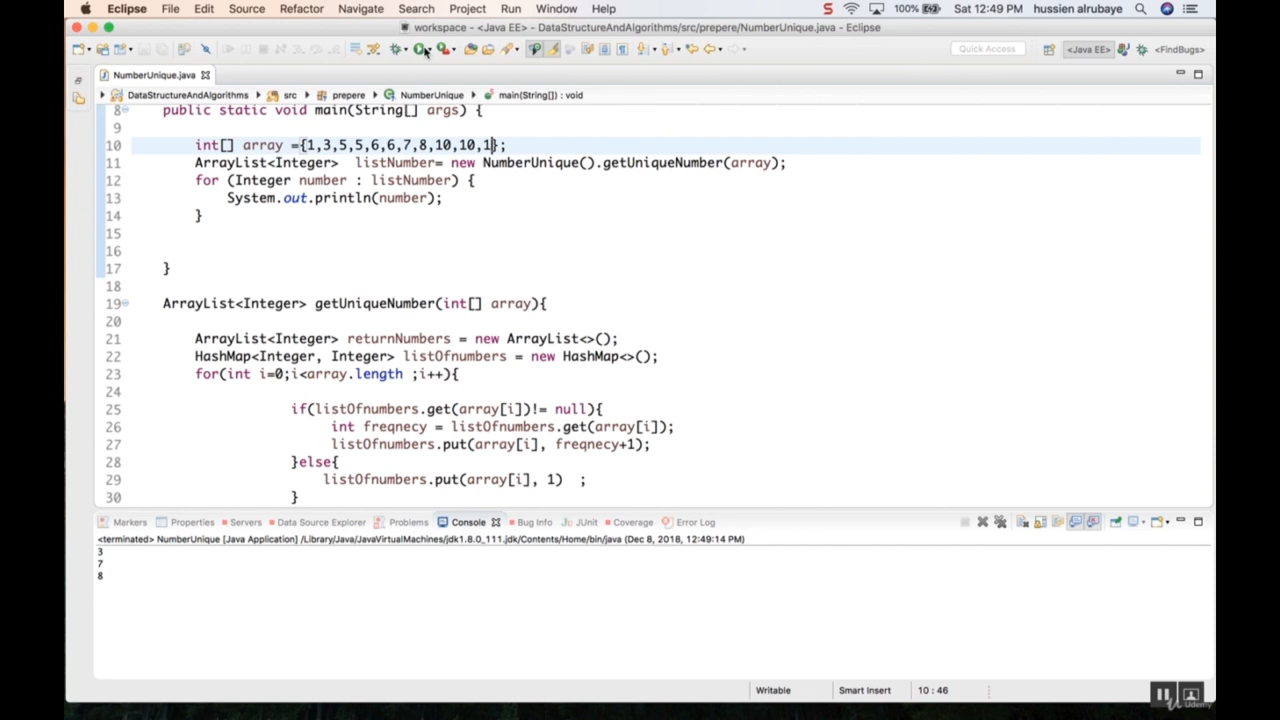 Eclipse File Edit Source Refactor Navigate Search Project Run Window Help S 100% Sat 12:49 PM hussien alrubaye
workspace - <Java EE> - DataStructureAndAlgorithms/src/prepere/NumberUnique.java - Eclipse
Quick Access <Java EE> <FindBugs>
NumberUnique.java
DataStructureAndAlgorithms src prepere NumberUnique main(String[]) : void
8 public static void main(String[] args) {
9
10 int[] array ={1,3,5,5,6,6,7,8,10,10,1};
11 ArrayList<Integer> listNumber= new NumberUnique().getUniqueNumber(array);
12 for (Integer number : listNumber) {
13 System.out.println(number);
14 }
15
16
17 }
18
19 ArrayList<Integer> getUniqueNumber(int[] array){
20
21 ArrayList<Integer> returnNumbers = new ArrayList<>();
22 HashMap<Integer, Integer> listOfnumbers = new HashMap<>();
23 for(int i=0;i<array.length ;i++){
24
25 if(listOfnumbers.get(array[i])!= null){
26 int freqnecy = listOfnumbers.get(array[i]);
27 listOfnumbers.put(array[i], freqnecy+1);
28 }else{
29 listOfnumbers.put(array[i], 1) ;
30 }
Markers Properties Servers Data Source Explorer Problems Console Bug Info JUnit Coverage Error Log
<terminated> NumberUnique [Java Application] /Library/Java/JavaVirtualMachines/jdk1.8.0_111.jdk/Contents/Home/bin/java (Dec 8, 2018, 12:49:14 PM)
3
7
8
Writable Smart Insert 10 : 46
Udemy